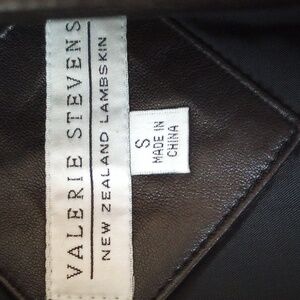 VALERIE STEVENS
NEW ZEALAND LAMBSKIN
S
MADE IN
CHINA